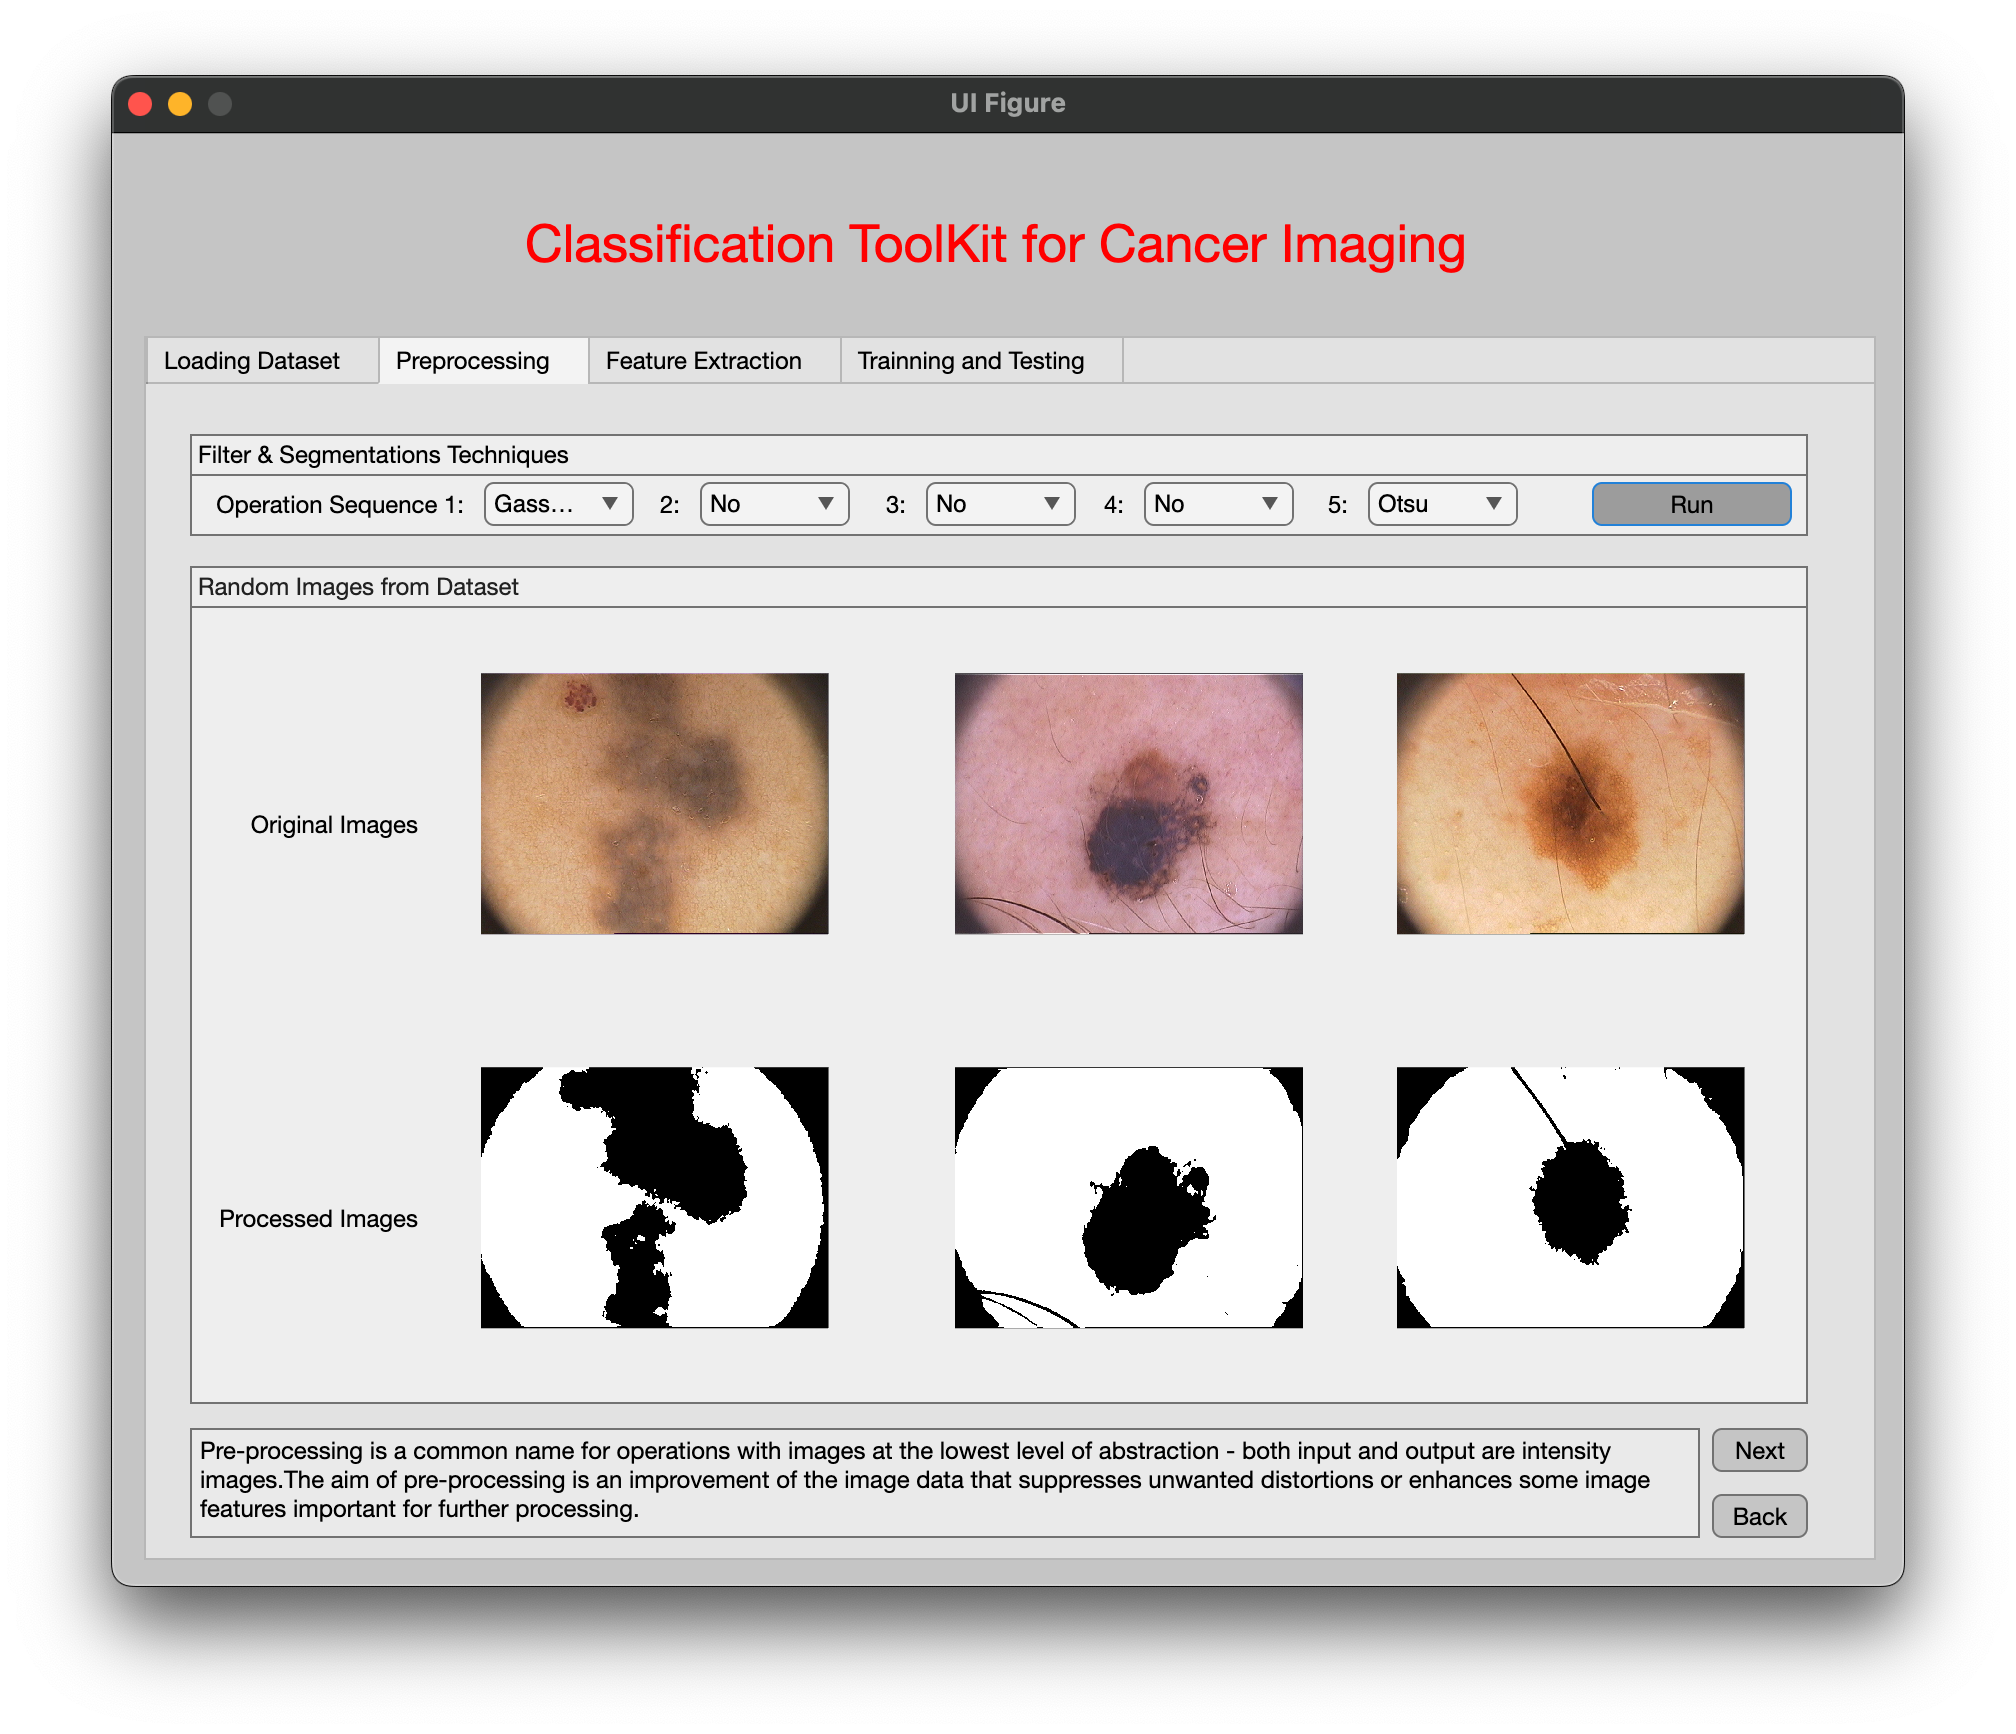 UI Figure
Classification ToolKit for Cancer Imaging
Loading Dataset Preprocessing Feature Extraction Trainning and Testing
Filter & Segmentations Techniques
Operation Sequence 1: Gass... 2: No 3: No 4: No 5: Otsu Run
Random Images from Dataset
Original Images
Processed Images
Pre-processing is a common name for operations with images at the lowest level of abstraction - both input and output are intensity
images.The aim of pre-processing is an improvement of the image data that suppresses unwanted distortions or enhances some image
features important for further processing.
Next
Back